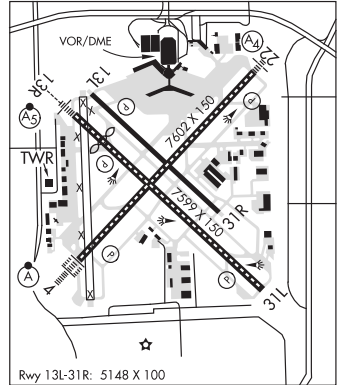 VOR/DME
A4
22
13L
13R
P
P
A5
7602 X 150
TWR
P
X
X
7599 X 150
31R
P
P
A
4
X
X
31L
Rwy 13L-31R: 5148 X 100